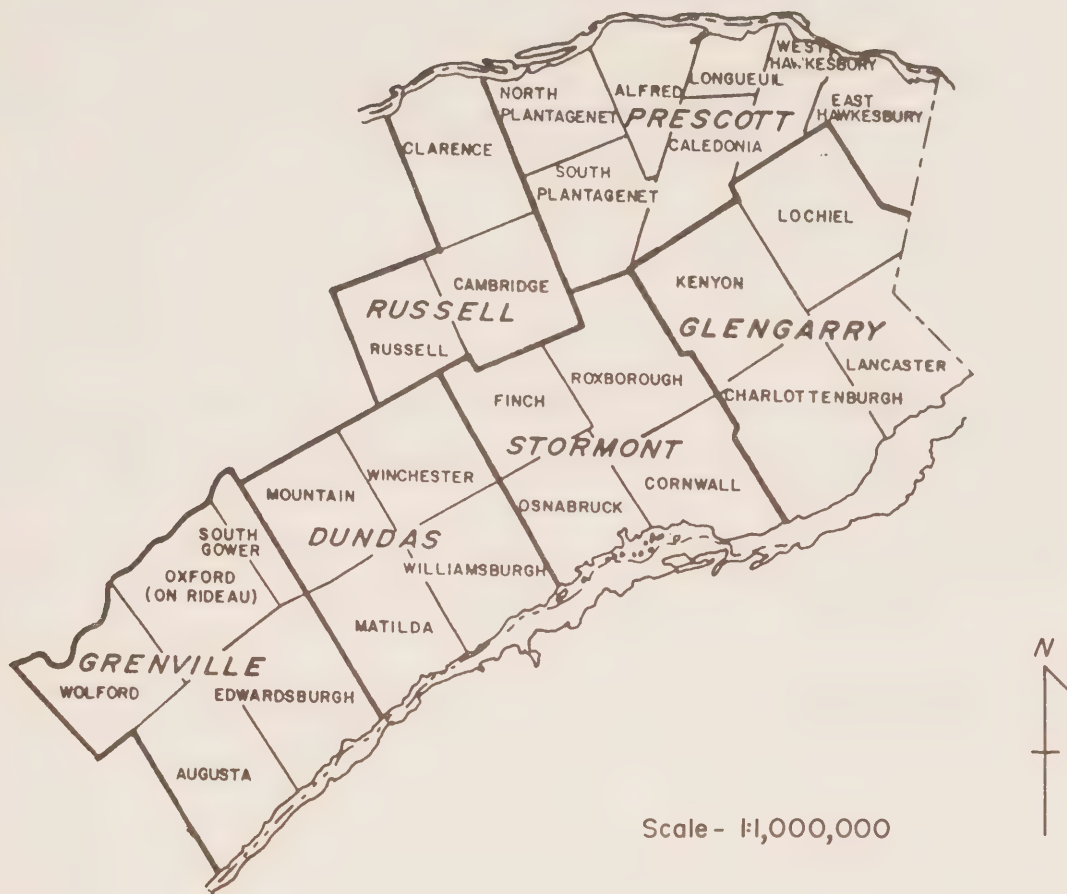 WEST
HAWKESBURY
LONGUEUIL
ALFRED
NORTH
PLANTAGENET
EAST
HAWKESBURY
PRESCOTT
CALEDONIA
CLARENCE
SOUTH
PLANTAGENET
LOCHIEL
CAMBRIDGE
KENYON
RUSSELL
GLENGARRY
RUSSELL
LANCASTER
ROXBOROUGH
FINCH
CHARLOTTENBURGH
STORMONT
WINCHESTER
MOUNTAIN
CORNWALL
OSNABRUCK
SOUTH
GOWER
DUNDAS
WILLIAMSBURGH
OXFORD
(ON RIDEAU)
MATILDA
GRENVILLE
WOLFORD
EDWARDSBURGH
AUGUSTA
N
Scale - 1:1,000,000